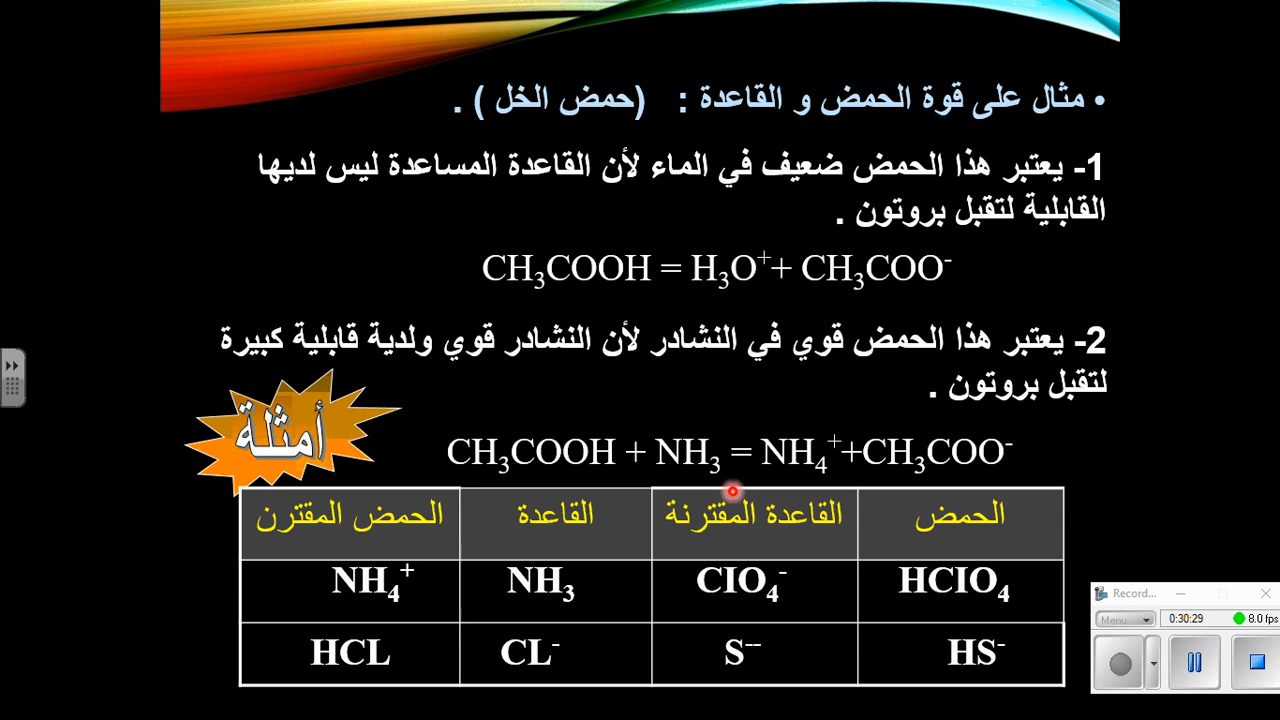 • مثال على قوة الحمض و القاعدة : (حمض الخل ) .
1- يعتبر هذا الحمض ضعيف في الماء لأن القاعدة المساعدة ليس لديها
القابلية لتقبل بروتون .
CH₃COOH = H₃O⁺+ CH₃COO⁻
2- يعتبر هذا الحمض قوي في النشادر لأن النشادر قوي ولدية قابلية كبيرة
لتقبل بروتون .
أمثلة
CH₃COOH + NH₃ = NH₄⁺+CH₃COO⁻
الحمض القاعدة المقترنة القاعدة الحمض المقترن
HCIO₄ CIO₄⁻ NH₃ NH₄⁺
HS⁻ S⁻⁻ CL⁻ HCL
Record...
Menu 0:30:29 8.0 fps